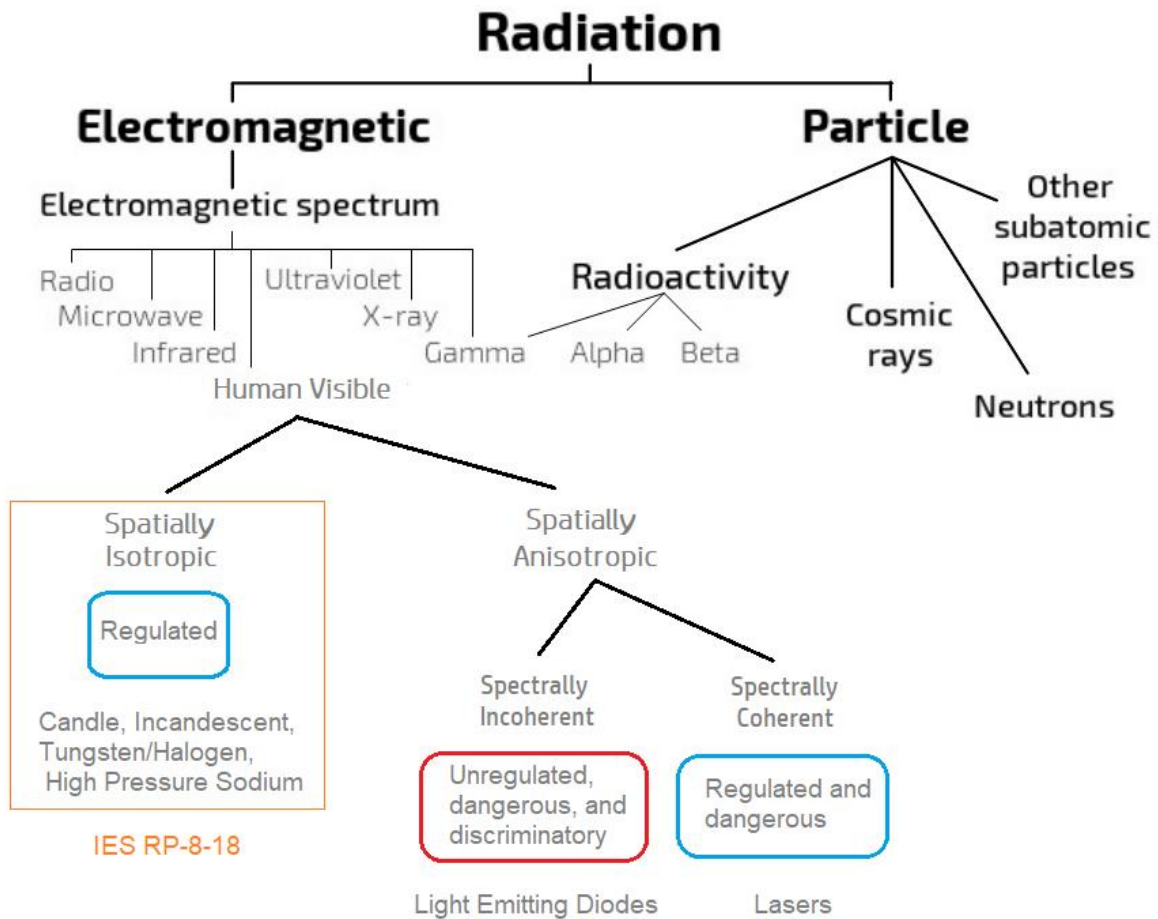 Radiation
Electromagnetic
Particle
Electromagnetic spectrum
Radio
Microwave
Infrared
Human Visible
Ultraviolet
X-ray
Gamma
Radioactivity
Alpha
Beta
Cosmic
rays
Neutrons
Other
subatomic
particles
Spatially
Isotropic
Regulated
Candle, Incandescent,
Tungsten/Halogen,
High Pressure Sodium
IES RP-8-18
Spatially
Anisotropic
Spectrally
Incoherent
Unregulated,
dangerous, and
discriminatory
Light Emitting Diodes
Spectrally
Coherent
Regulated and
dangerous
Lasers